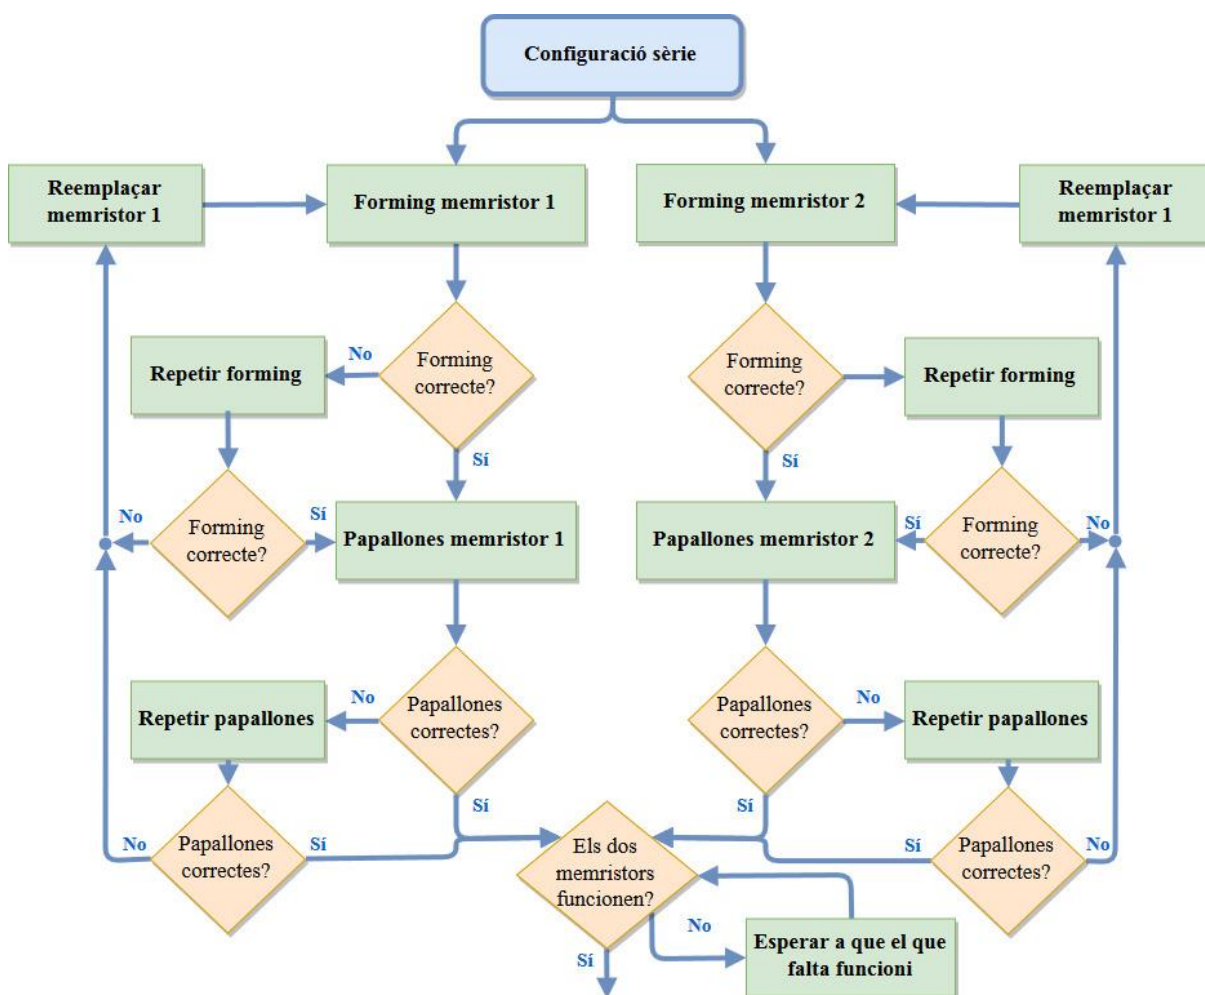 Configuració sèrie
Reemplaçar
memristor 1
Forming memristor 1
Forming memristor 2
Reemplaçar
memristor 1
Repetir forming
No
Forming
correcte?
Forming
correcte?
Repetir forming
Sí
Sí
No
Forming
correcte?
Sí
Papallones memristor 1
Papallones memristor 2
Sí
Forming
correcte?
No
Repetir papallones
No
Papallones
correctes?
Papallones
correctes?
No
Repetir papallones
Sí
Sí
No
Papallones
correctes?
Sí
Els dos
memristors
funcionen?
Sí
Papallones
correctes?
No
No
Sí
Esperar a que el que
falta funcioni